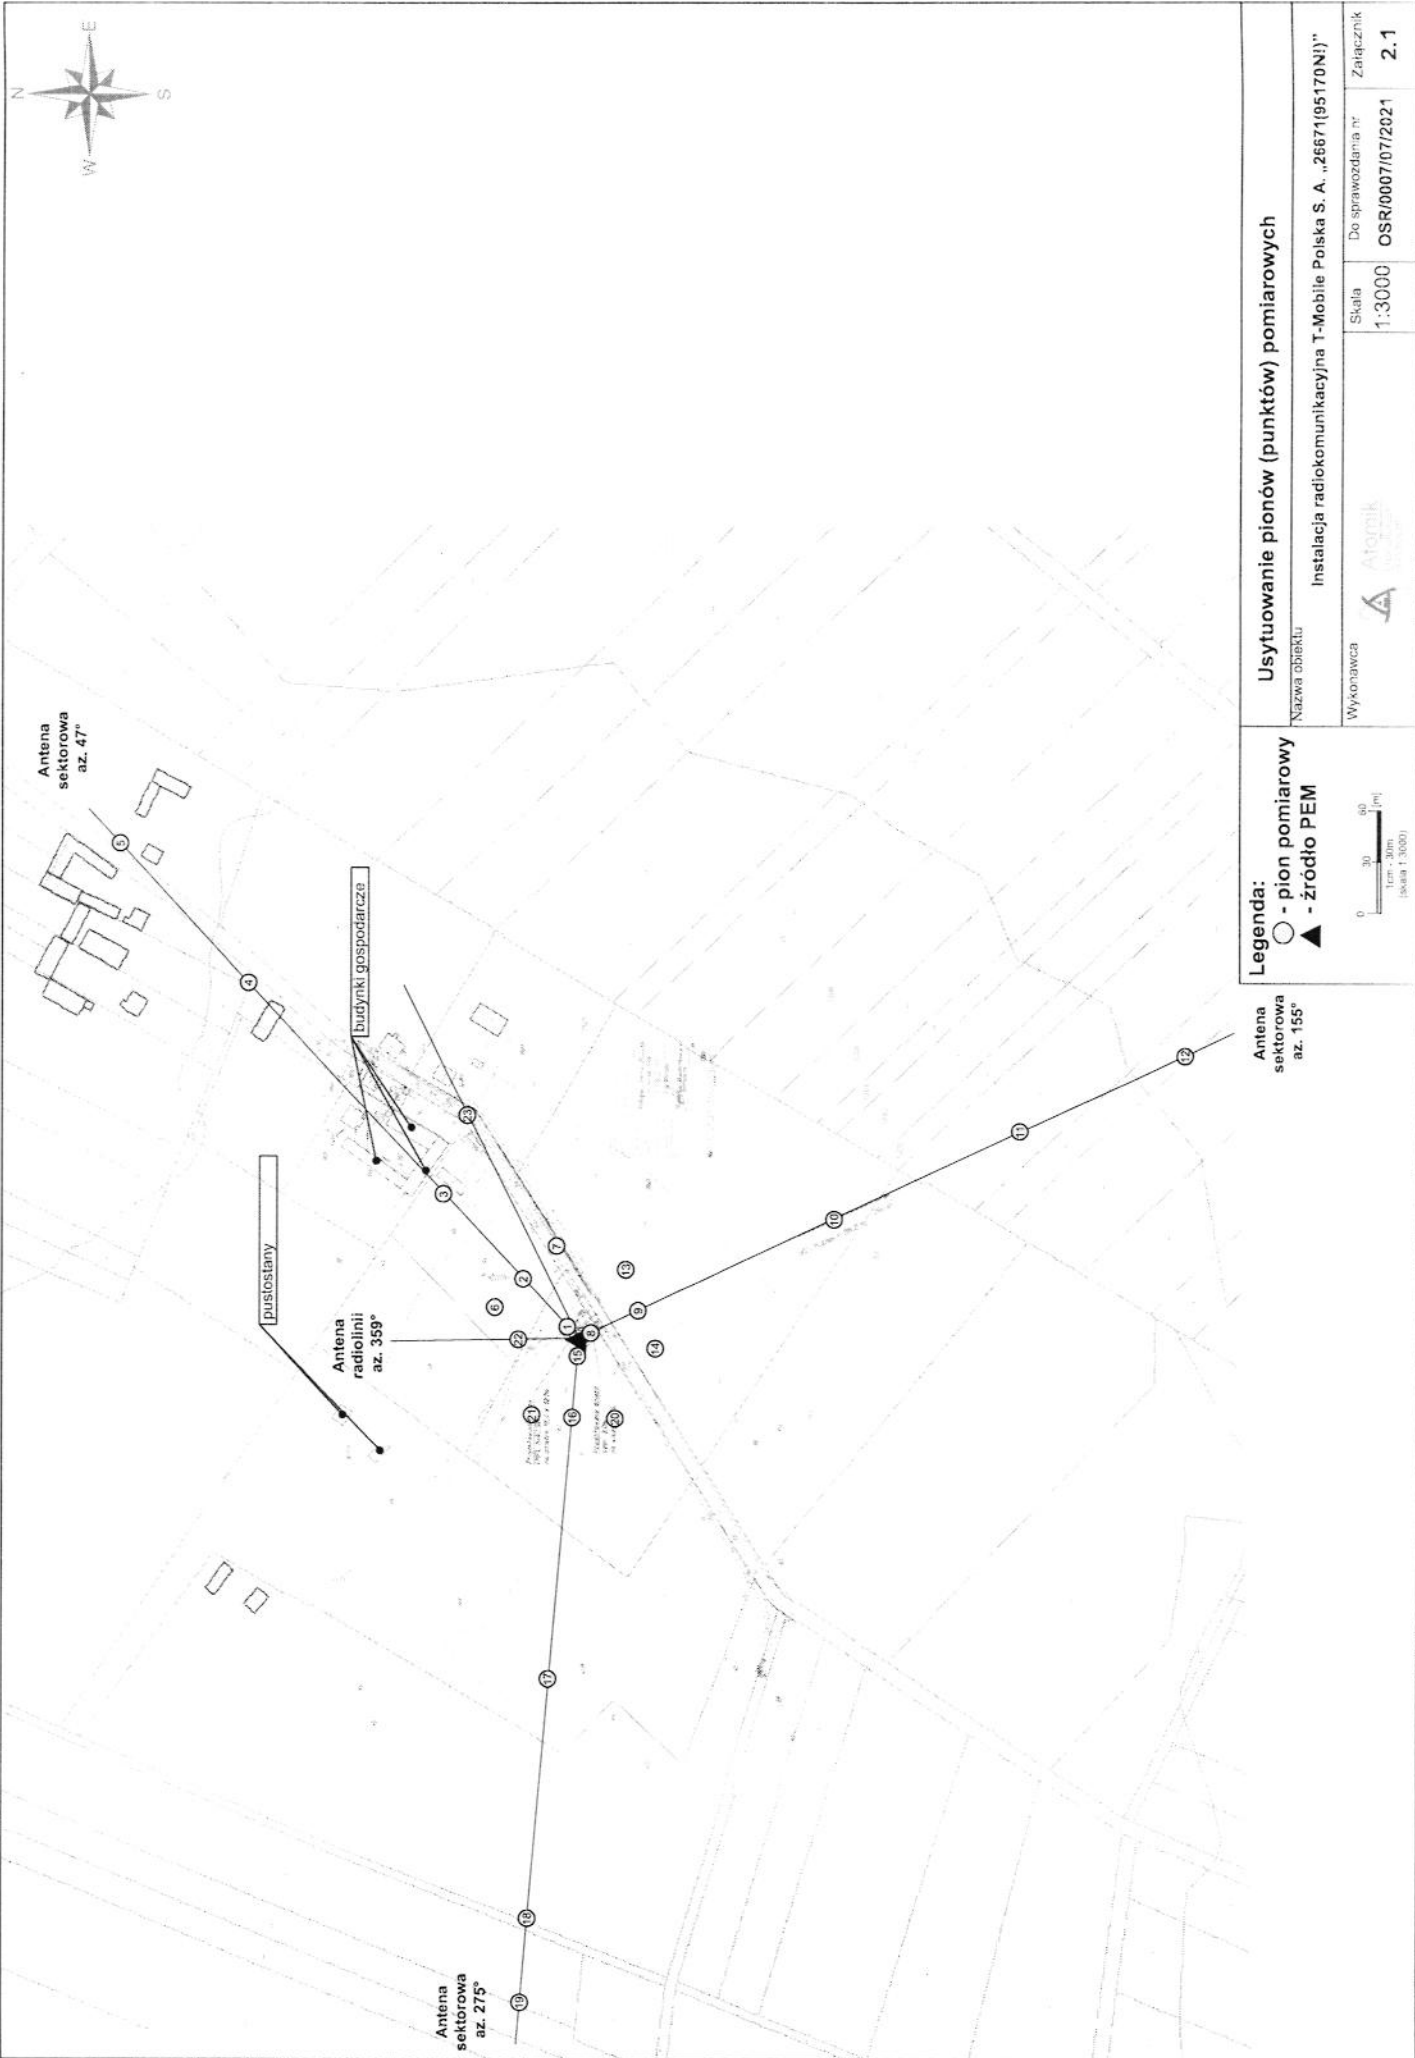 N
W
E
S
Antena
sektorowa
az. 47°
5
4
budynki gospodarcze
3
23
pustostany
Antena
radiolinii
az. 359°
2
6
7
22
1
13
8
9
10
11
12
15
14
21
16
20
17
18
19
Antena
sektorowa
az. 275°
Antena
sektorowa
az. 155°
Legenda:
- pion pomiarowy
- źródło PEM
0 30 60
[m]
1cm - 30m
(skala 1:3000)
Usytuowanie pionów (punktów) pomiarowych
Nazwa obiektu
Instalacja radiokomunikacyjna T-Mobile Polska S. A. „26671(95170N!)”
Wykonawca
Atomik
Skala
1:3000
Do sprawozdania nr
OSR/0007/07/2021
Załącznik
2.1